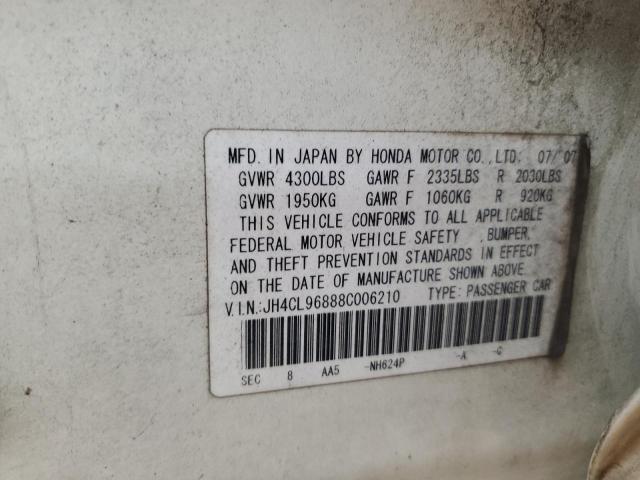 MFD. IN JAPAN BY HONDA MOTOR CO.,LTD. 07/07
GVWR 4300LBS GAWR F 2335LBS R 2030LBS
GVWR 1950KG GAWR F 1060KG R 920KG
THIS VEHICLE CONFORMS TO ALL APPLICABLE
FEDERAL MOTOR VEHICLE SAFETY , BUMPER,
AND THEFT PREVENTION STANDARDS IN EFFECT
ON THE DATE OF MANUFACTURE SHOWN ABOVE.
V.I.N.:JH4CL96888C006210 TYPE: PASSENGER CAR
SEC 8 AA5 -NH624P -A -C